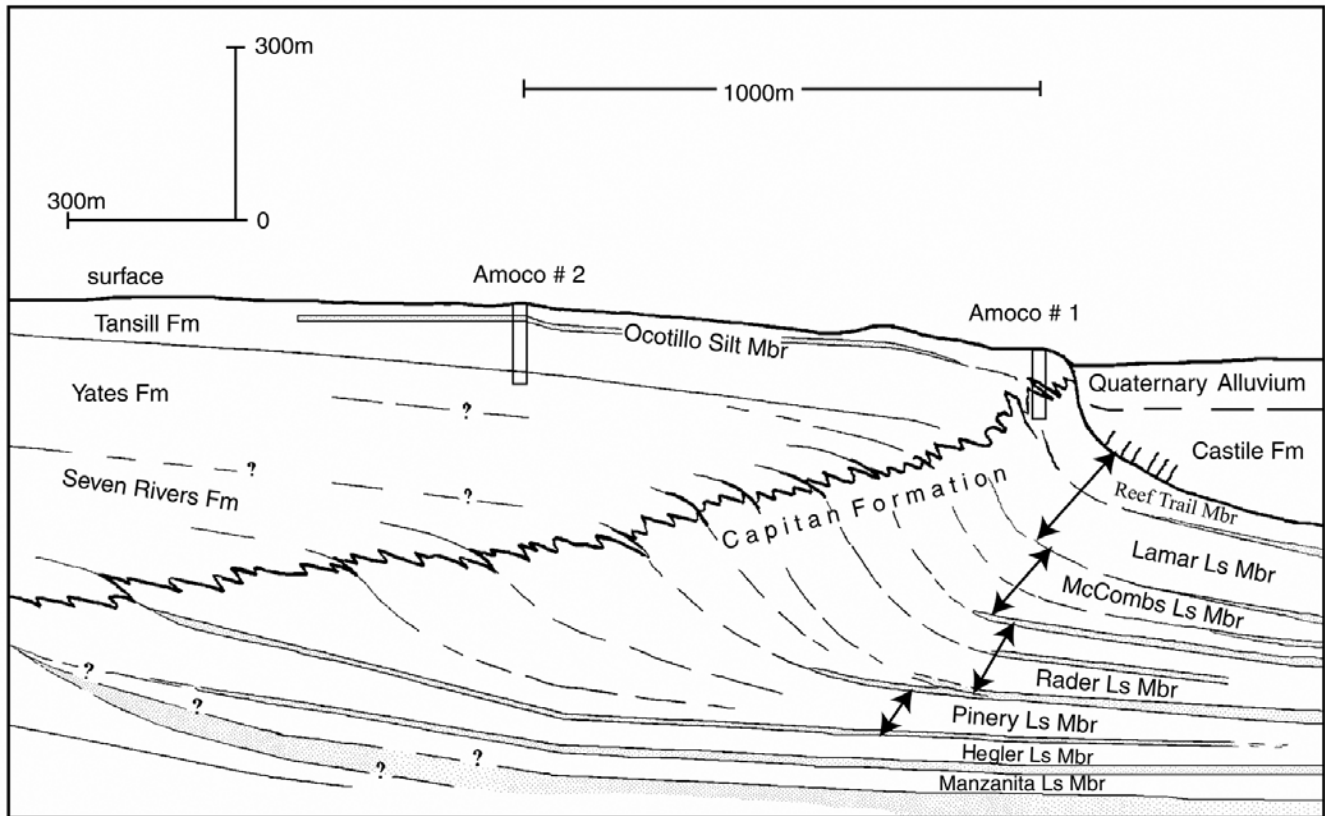 300m
1000m
300m
0
Amoco # 2
surface
Amoco # 1
Tansill Fm
Ocotillo Silt Mbr
Quaternary Alluvium
Yates Fm
?
Castile Fm
?
Seven Rivers Fm
?
Capitan Formation
Reef Trail Mbr
Lamar Ls Mbr
McCombs Ls Mbr
?
Rader Ls Mbr
?
Pinery Ls Mbr
?
Hegler Ls Mbr
?
Manzanita Ls Mbr